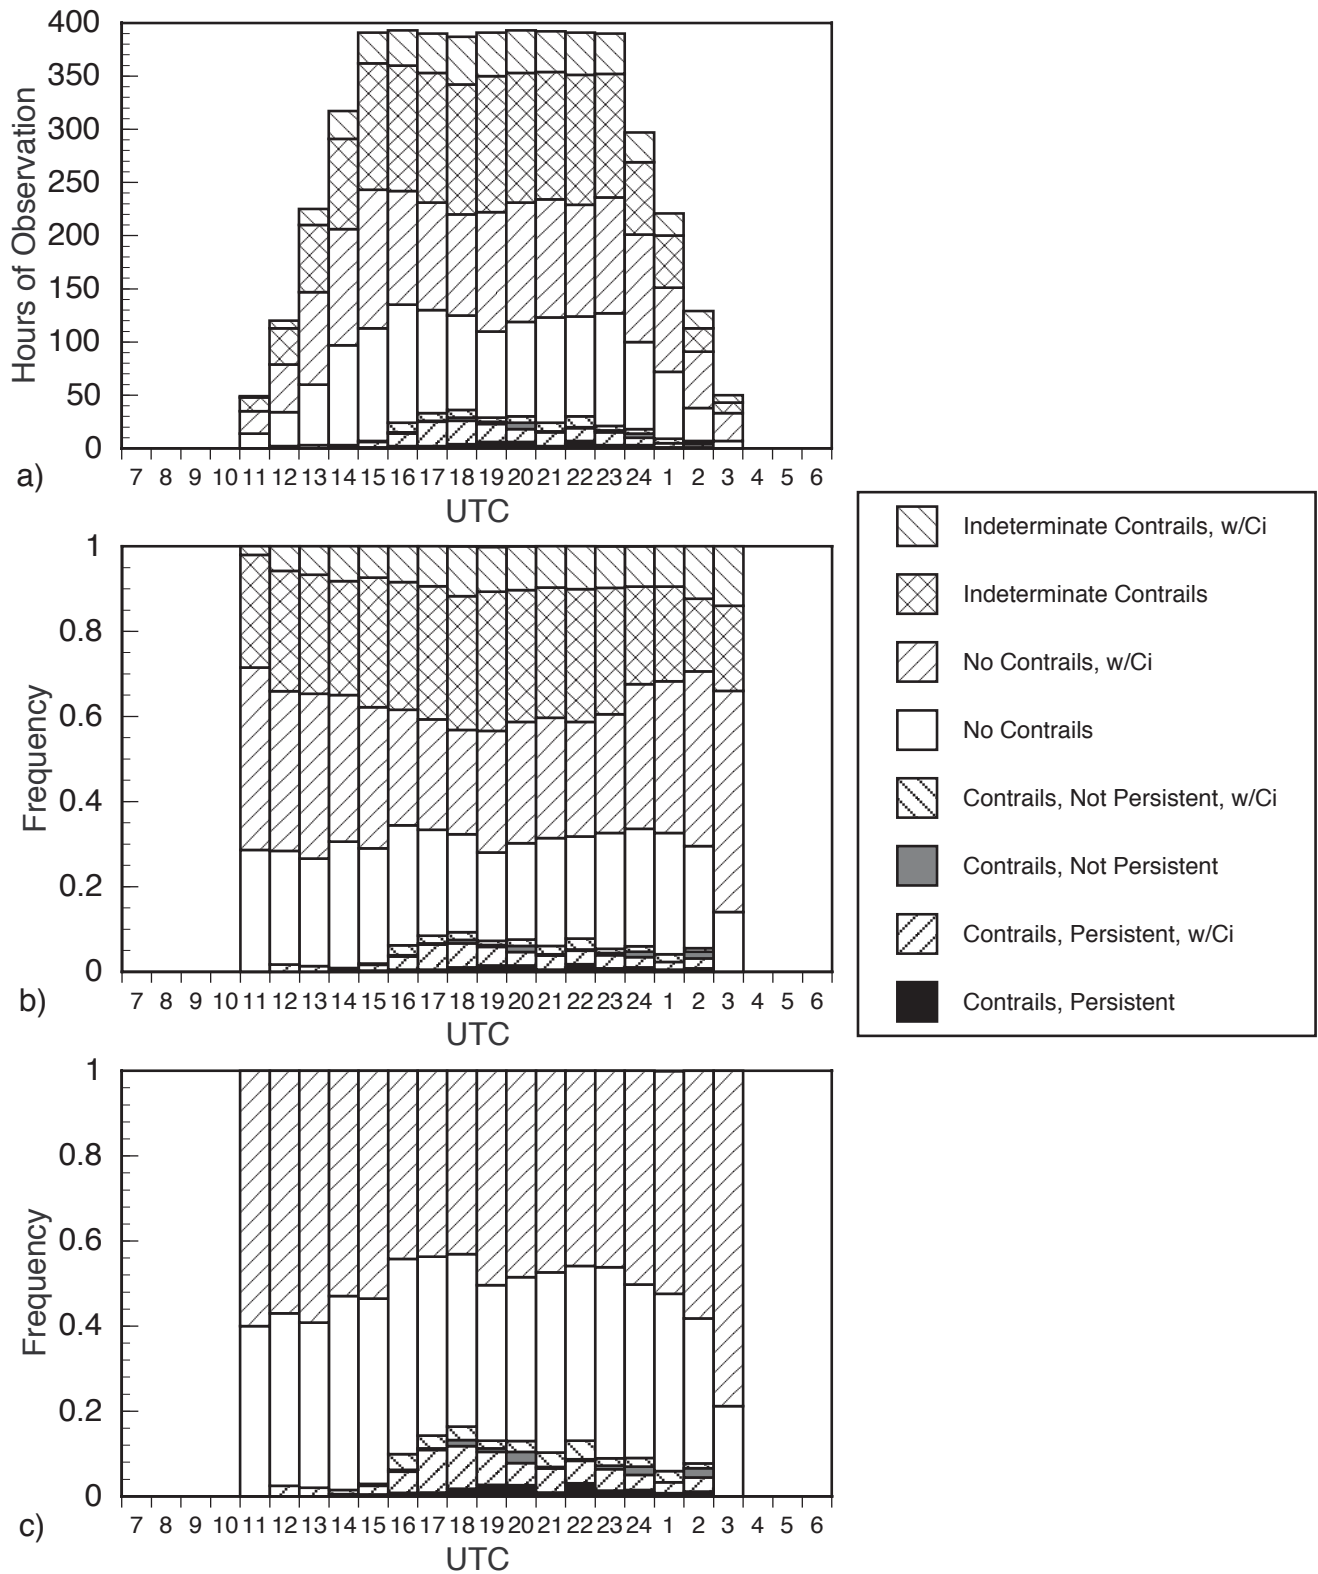 400
350
300
250
200
150
100
50
0
Hours of Observation
7 8 9 10 11 12 13 14 15 16 17 18 19 20 21 22 23 24 1 2 3 4 5 6
a)
UTC
1
0.8
0.6
0.4
0.2
0
Frequency
7 8 9 10 11 12 13 14 15 16 17 18 19 20 21 22 23 24 1 2 3 4 5 6
b)
UTC
Indeterminate Contrails, w/Ci
Indeterminate Contrails
No Contrails, w/Ci
No Contrails
Contrails, Not Persistent, w/Ci
Contrails, Not Persistent
Contrails, Persistent, w/Ci
Contrails, Persistent
1
0.8
0.6
0.4
0.2
0
Frequency
7 8 9 10 11 12 13 14 15 16 17 18 19 20 21 22 23 24 1 2 3 4 5 6
c)
UTC